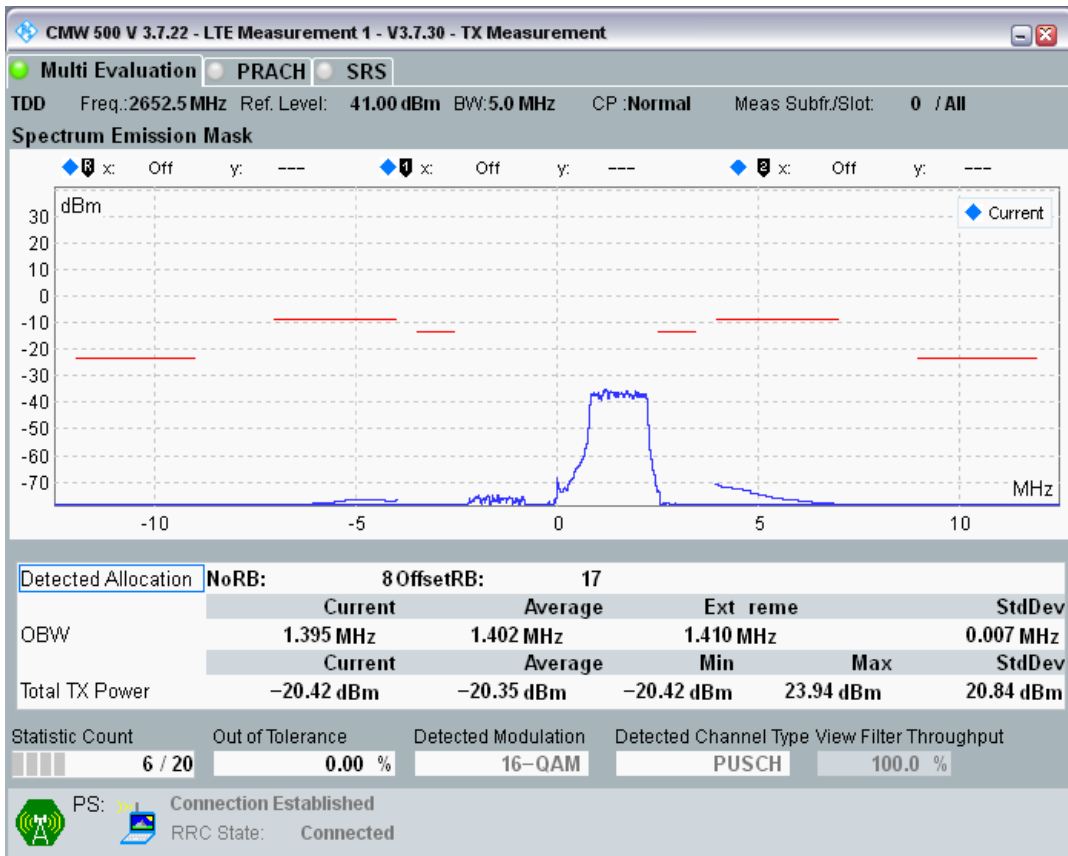 CMW 500 V 3.7.22 - LTE Measurement 1 - V3.7.30 - TX Measurement
Multi Evaluation PRACH SRS
TDD Freq.:2652.5 MHz Ref. Level: 41.00 dBm BW:5.0 MHz CP :Normal Meas Subfr./Slot: 0 / All
Spectrum Emission Mask
R x: Off y: --- 1 x: Off y: --- 2 x: Off y: ---
dBm
Current
30
20
10
0
-10
-20
-30
-40
-50
-60
-70
MHz
-10 -5 0 5 10
Detected Allocation NoRB: 8 OffsetRB: 17
Current Average Ext reme StdDev
OBW 1.395 MHz 1.402 MHz 1.410 MHz 0.007 MHz
Current Average Min Max StdDev
Total TX Power −20.42 dBm −20.35 dBm −20.42 dBm 23.94 dBm 20.84 dBm
Statistic Count Out of Tolerance Detected Modulation Detected Channel Type View Filter Throughput
6 / 20 0.00 % 16−QAM PUSCH 100.0 %
PS: Connection Established
RRC State: Connected